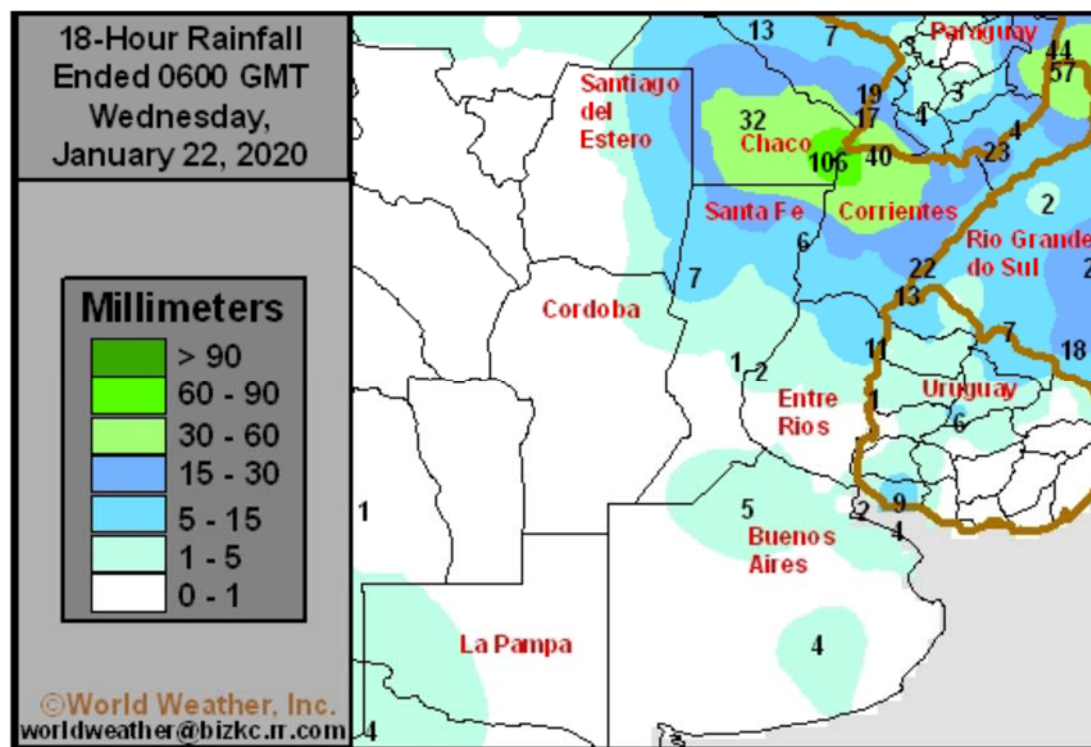 18-Hour Rainfall
Ended 0600 GMT
Wednesday,
January 22, 2020
Millimeters
> 90
60 - 90
30 - 60
15 - 30
5 - 15
1 - 5
0 - 1
©World Weather, Inc.
worldweather@bizkc.rr.com
13
7
Paraguay
3
44
57
Santiago
del
Estero
1
3
19
17
4
4
32
Chaco
106
40
23
Santa Fe
Corrientes
2
6
Rio Grande
do Sul
22
2
7
13
Cordoba
7
11
18
1
2
Uruguay
Entre
Rios
1
6
1
5
2
9
4
Buenos
Aires
La Pampa
4
4